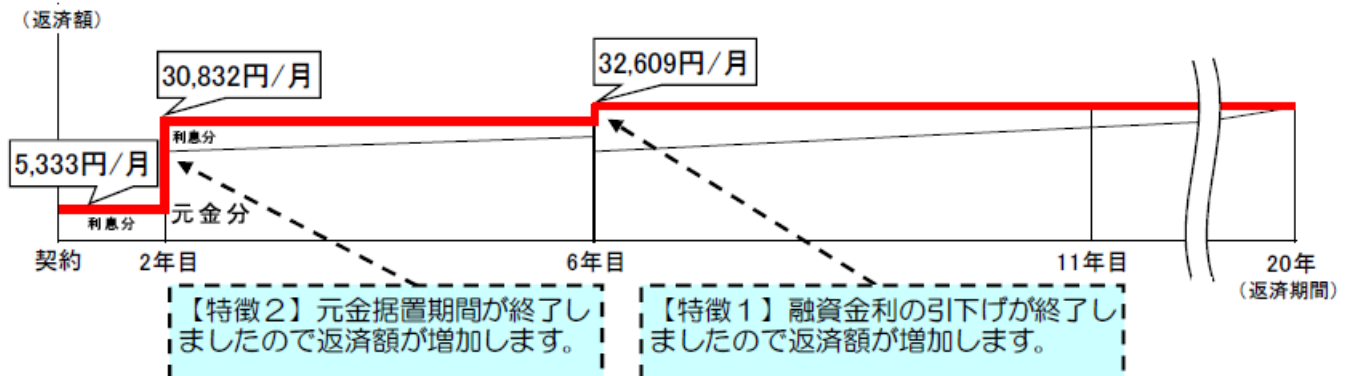 （返済額）
32,609円/月
30,832円/月
利息分
5,333円/月
元金分
利息分
契約
2年目
6年目
11年目
20年
（返済期間）
【特徴２】元金据置期間が終了し
ましたので返済額が増加します。
【特徴１】融資金利の引下げが終了し
ましたので返済額が増加します。